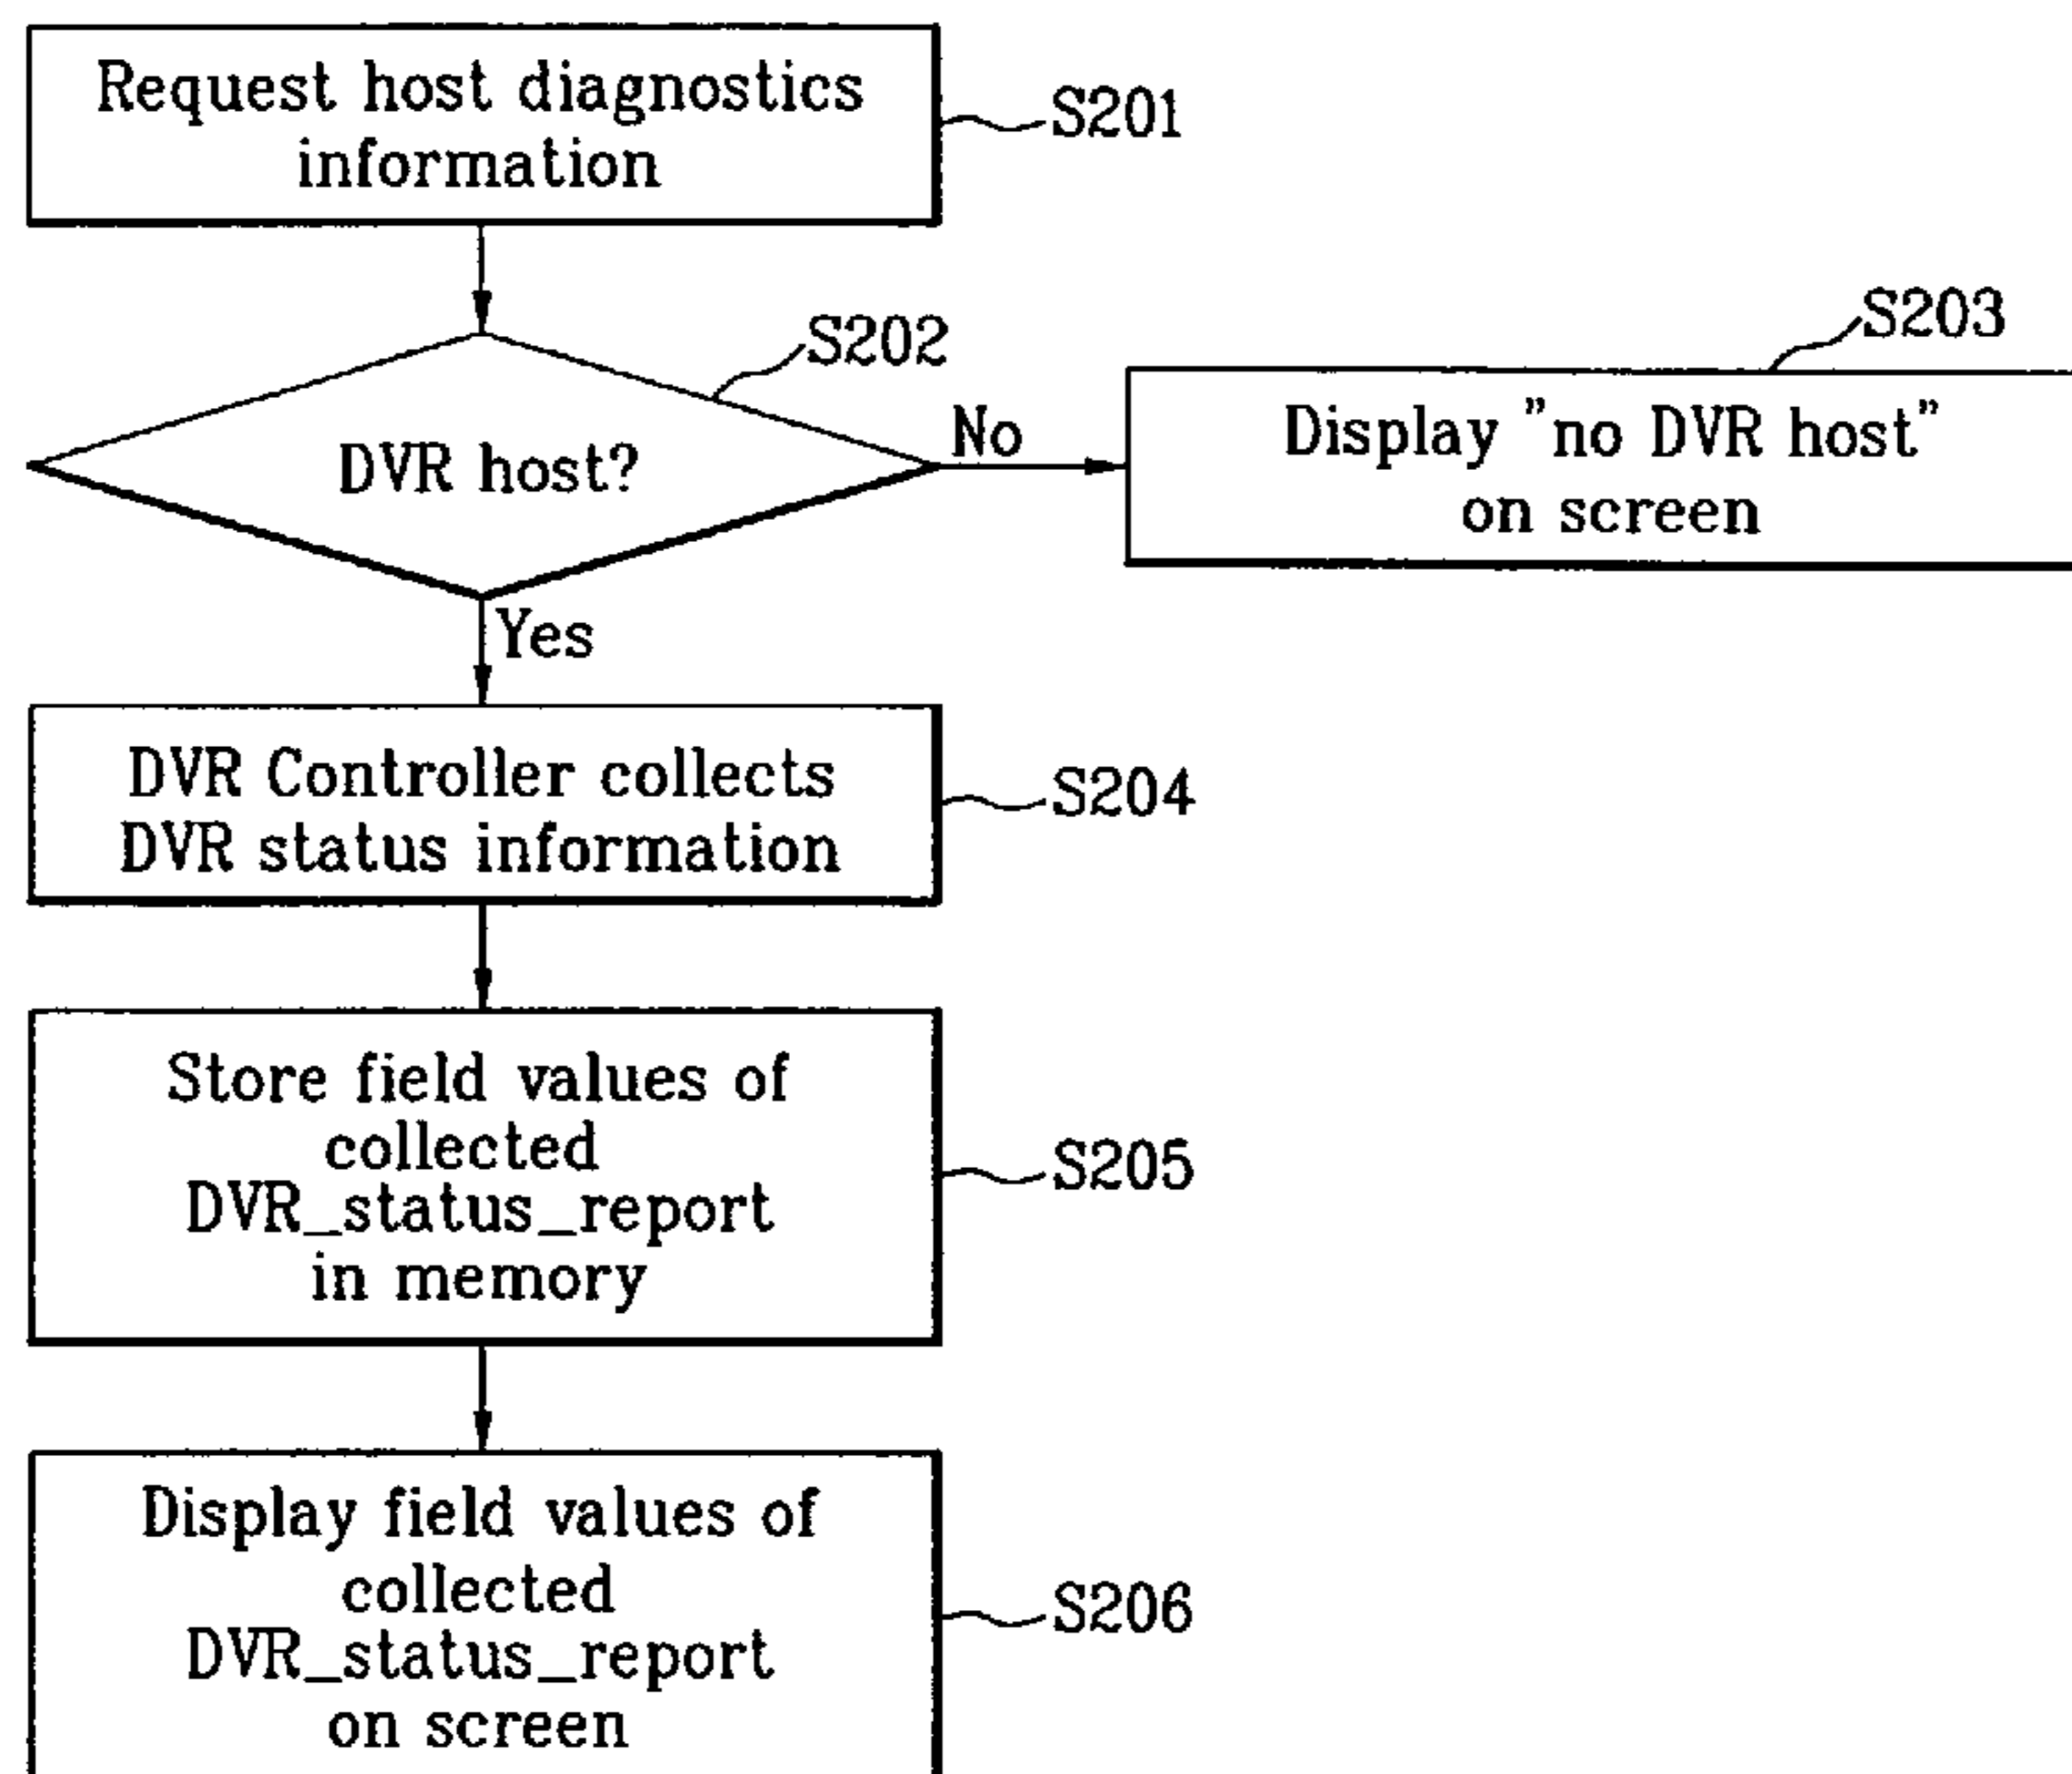 Request host diagnostics
information
S201
S202
DVR host?
No
S203
Display "no DVR host"
on screen
Yes
DVR Controller collects
DVR status information
S204
Store field values of
collected
DVR_status_report
in memory
S205
Display field values of
collected
DVR_status_report
on screen
S206